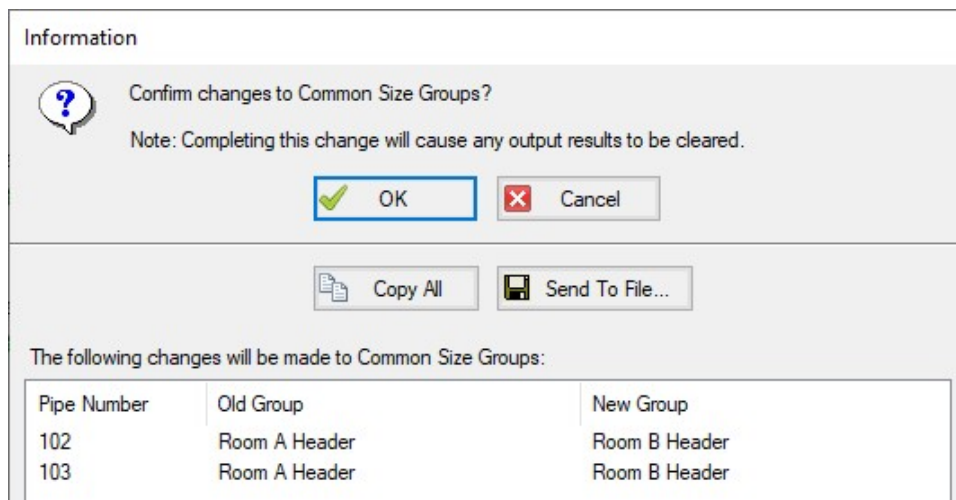 Information
Confirm changes to Common Size Groups?
Note: Completing this change will cause any output results to be cleared.
OK Cancel
Copy All Send To File...
The following changes will be made to Common Size Groups:
Pipe Number Old Group New Group
102 Room A Header Room B Header
103 Room A Header Room B Header